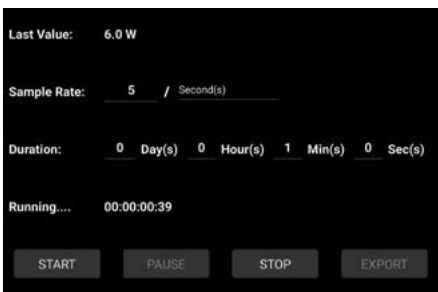 Last Value: 6.0 W
Sample Rate: 5 / Second(s)
Duration: 0 Day(s) 0 Hour(s) 1 Min(s) 0 Sec(s)
Running.... 00:00:00:39
START PAUSE STOP EXPORT